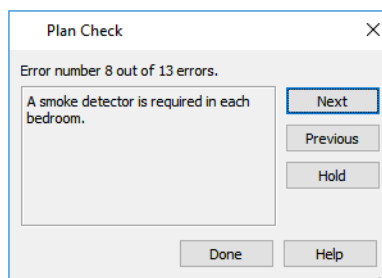 Plan Check
Error number 8 out of 13 errors.
A smoke detector is required in each
bedroom.
Next
Previous
Hold
Done
Help